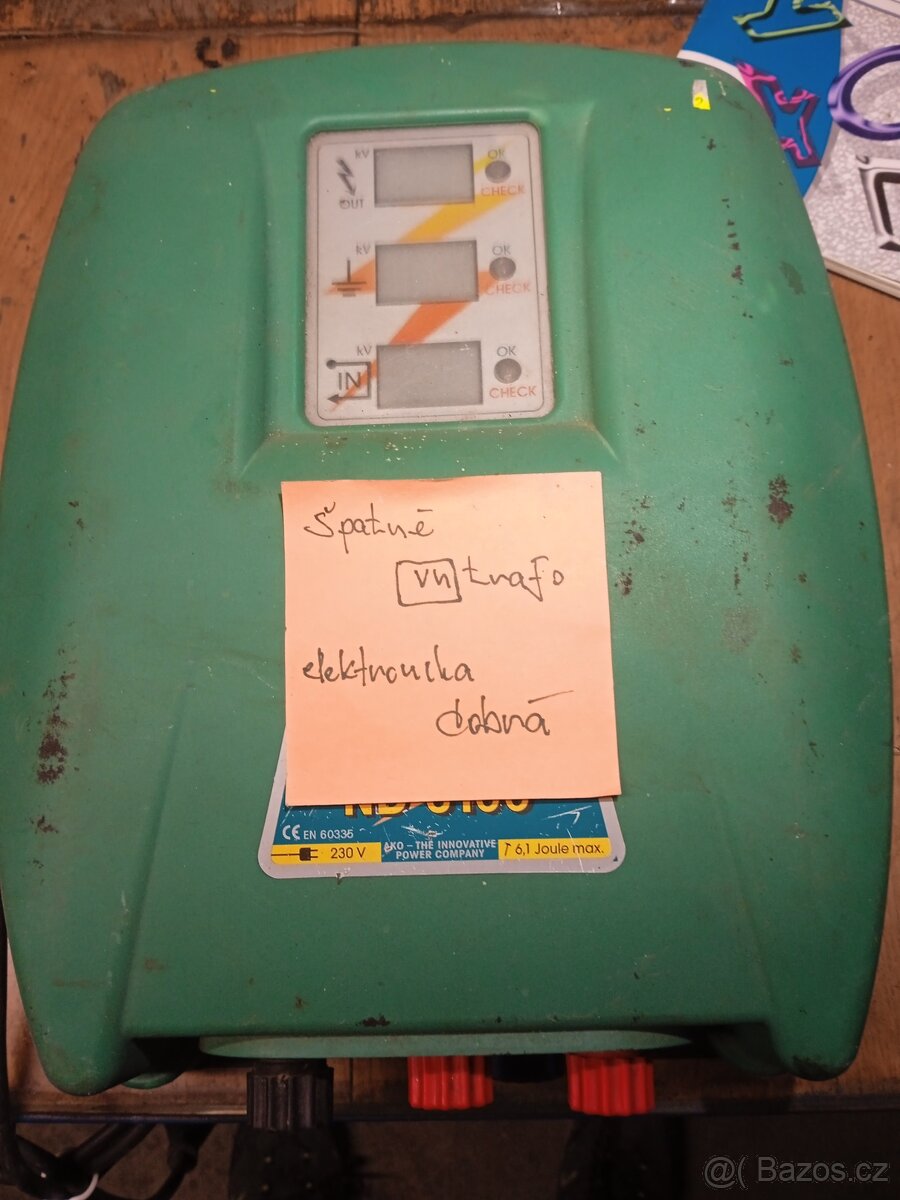 kV OK
OUT CHECK
kV OK
CHECK
kV OK
IN CHECK
Špatné
vn trafo
elektronika
dobrá
CE EN 60335
230 V
AKO – THE INNOVATIVE
POWER COMPANY
6,1 Joule max.
@( Bazos.cz